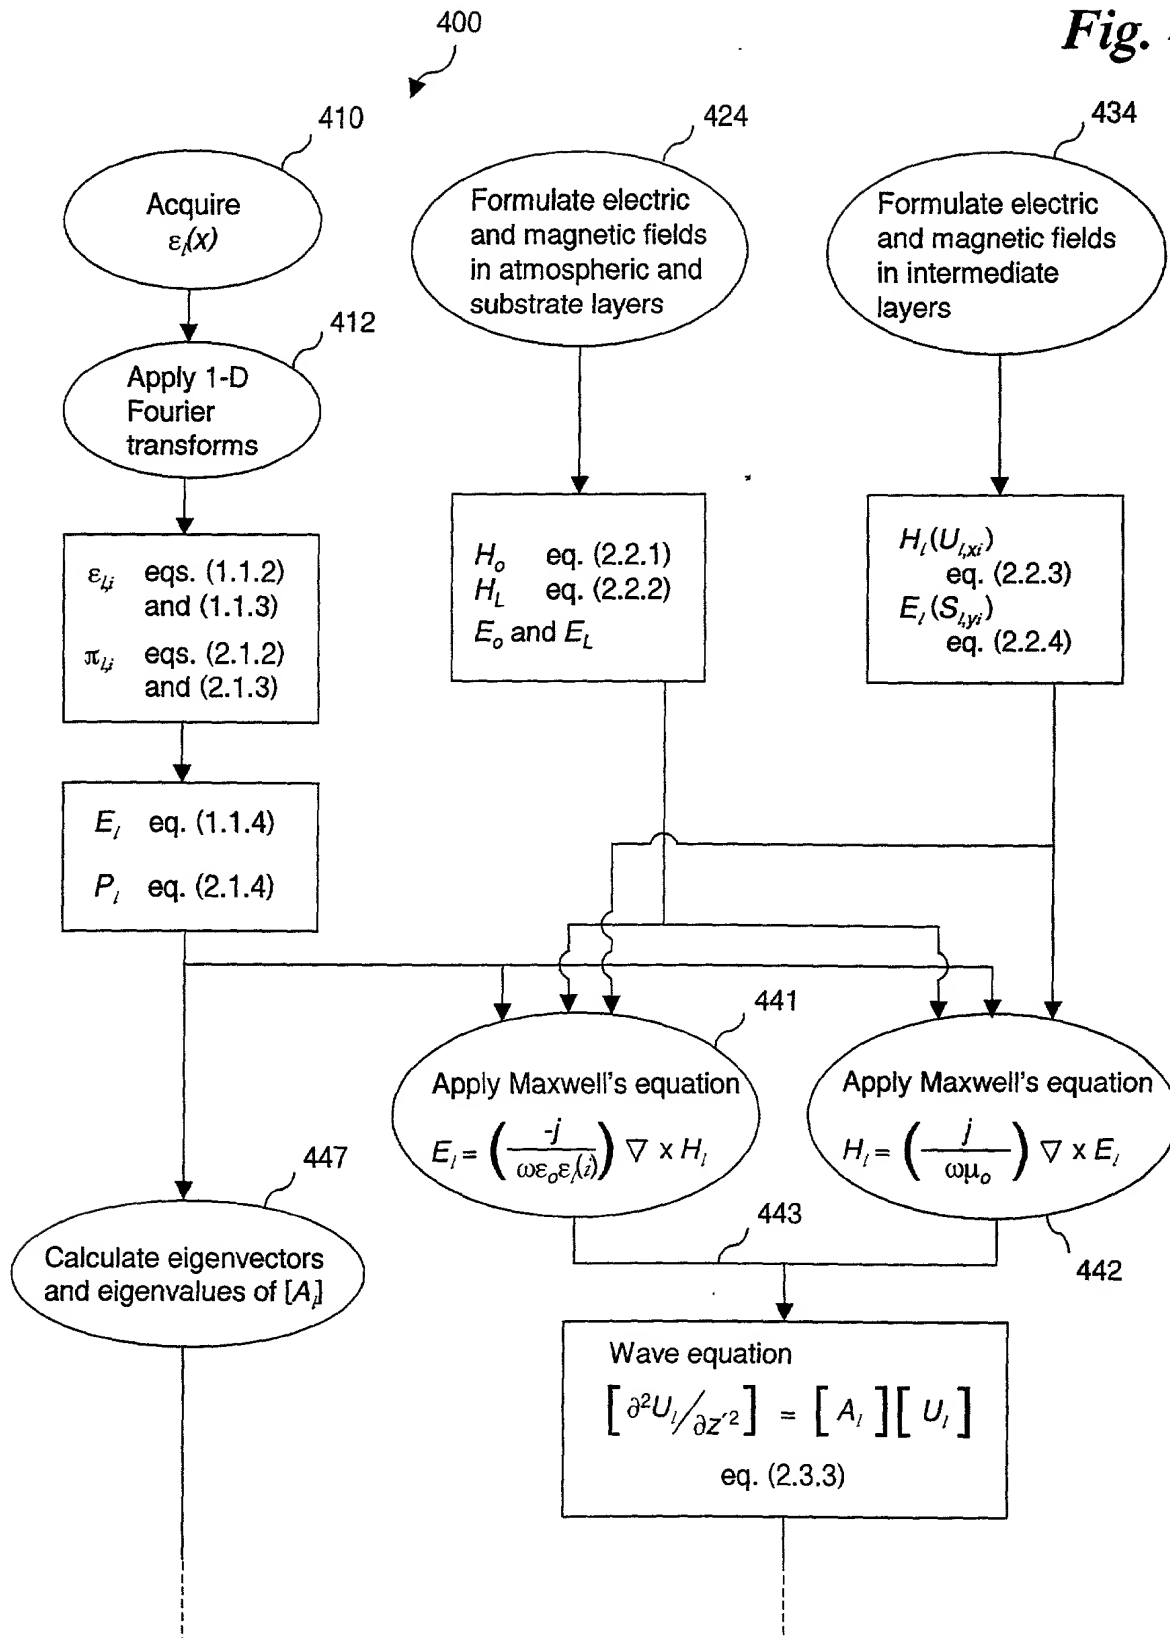 400
Fig.
410
Acquire
εₗ(x)
412
Apply 1-D
Fourier
transforms
εₗ,ᵢ eqs. (1.1.2)
and (1.1.3)
πₗ,ᵢ eqs. (2.1.2)
and (2.1.3)
Eₗ eq. (1.1.4)
Pₗ eq. (2.1.4)
447
Calculate eigenvectors
and eigenvalues of [Aₗ]
424
Formulate electric
and magnetic fields
in atmospheric and
substrate layers
Hₒ eq. (2.2.1)
H_L eq. (2.2.2)
Eₒ and E_L
434
Formulate electric
and magnetic fields
in intermediate
layers
Hₗ(U_l,xi)
eq. (2.2.3)
Eₗ(S_l,yi)
eq. (2.2.4)
441
Apply Maxwell's equation
Eₗ = (-j / ωεₒεₗ(i)) ∇ x Hₗ
Apply Maxwell's equation
Hₗ = (j / ωμₒ) ∇ x Eₗ
442
443
Wave equation
[∂²Uₗ/∂z'²] = [Aₗ][Uₗ]
eq. (2.3.3)